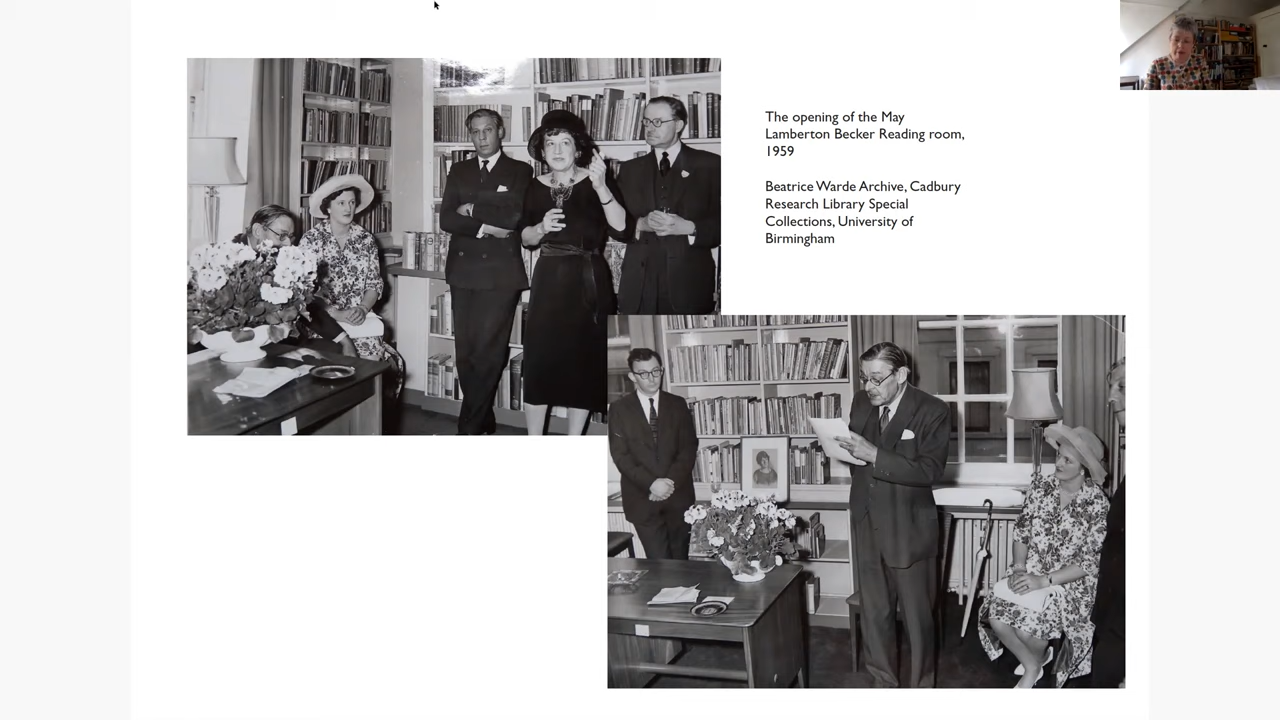 The opening of the May
Lamberton Becker Reading room,
1959
Beatrice Warde Archive, Cadbury
Research Library Special
Collections, University of
Birmingham